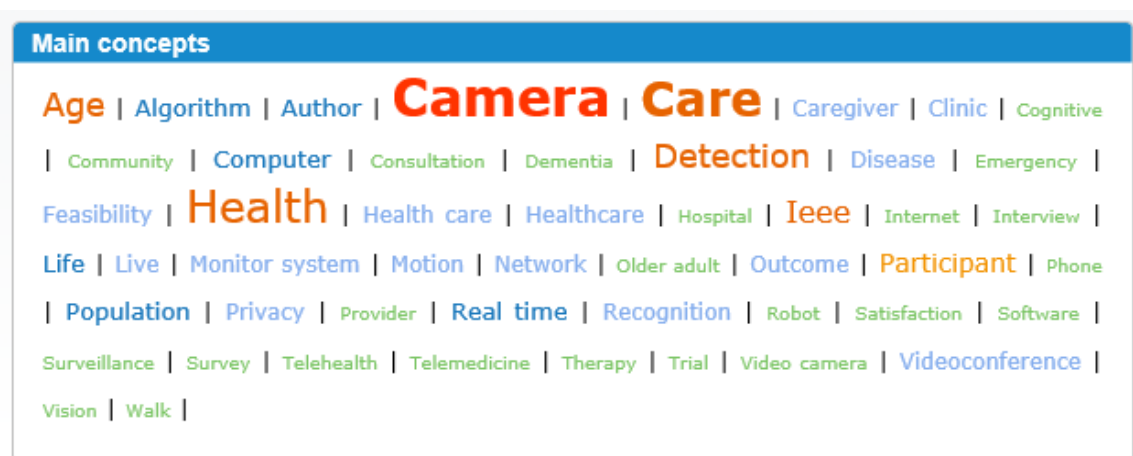 Main concepts
Age | Algorithm | Author | Camera | Care | Caregiver | Clinic | Cognitive
| Community | Computer | Consultation | Dementia | Detection | Disease | Emergency |
Feasibility | Health | Health care | Healthcare | Hospital | Ieee | Internet | Interview |
Life | Live | Monitor system | Motion | Network | Older adult | Outcome | Participant | Phone
| Population | Privacy | Provider | Real time | Recognition | Robot | Satisfaction | Software |
Surveillance | Survey | Telehealth | Telemedicine | Therapy | Trial | Video camera | Videoconference |
Vision | Walk |